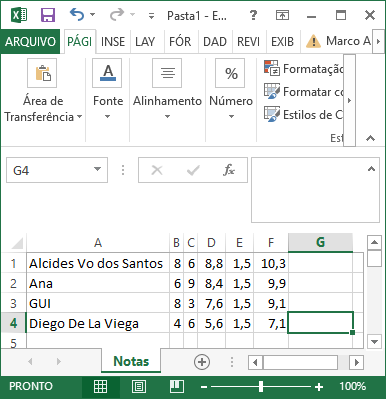 Pasta1 - E...
ARQUIVO PÁGI INSE LAY FÓR DAD REVI EXIB Marco A
Área de Transferência
Fonte
Alinhamento
%
Número
Formatação
Formatar co
Estilos de C
Est
G4
fx
A B C D E F G
1 Alcides Vo dos Santos 8 6 8,8 1,5 10,3
2 Ana 6 9 8,4 1,5 9,9
3 GUI 8 3 7,6 1,5 9,1
4 Diego De La Viega 4 6 5,6 1,5 7,1
5
Notas
PRONTO 100%